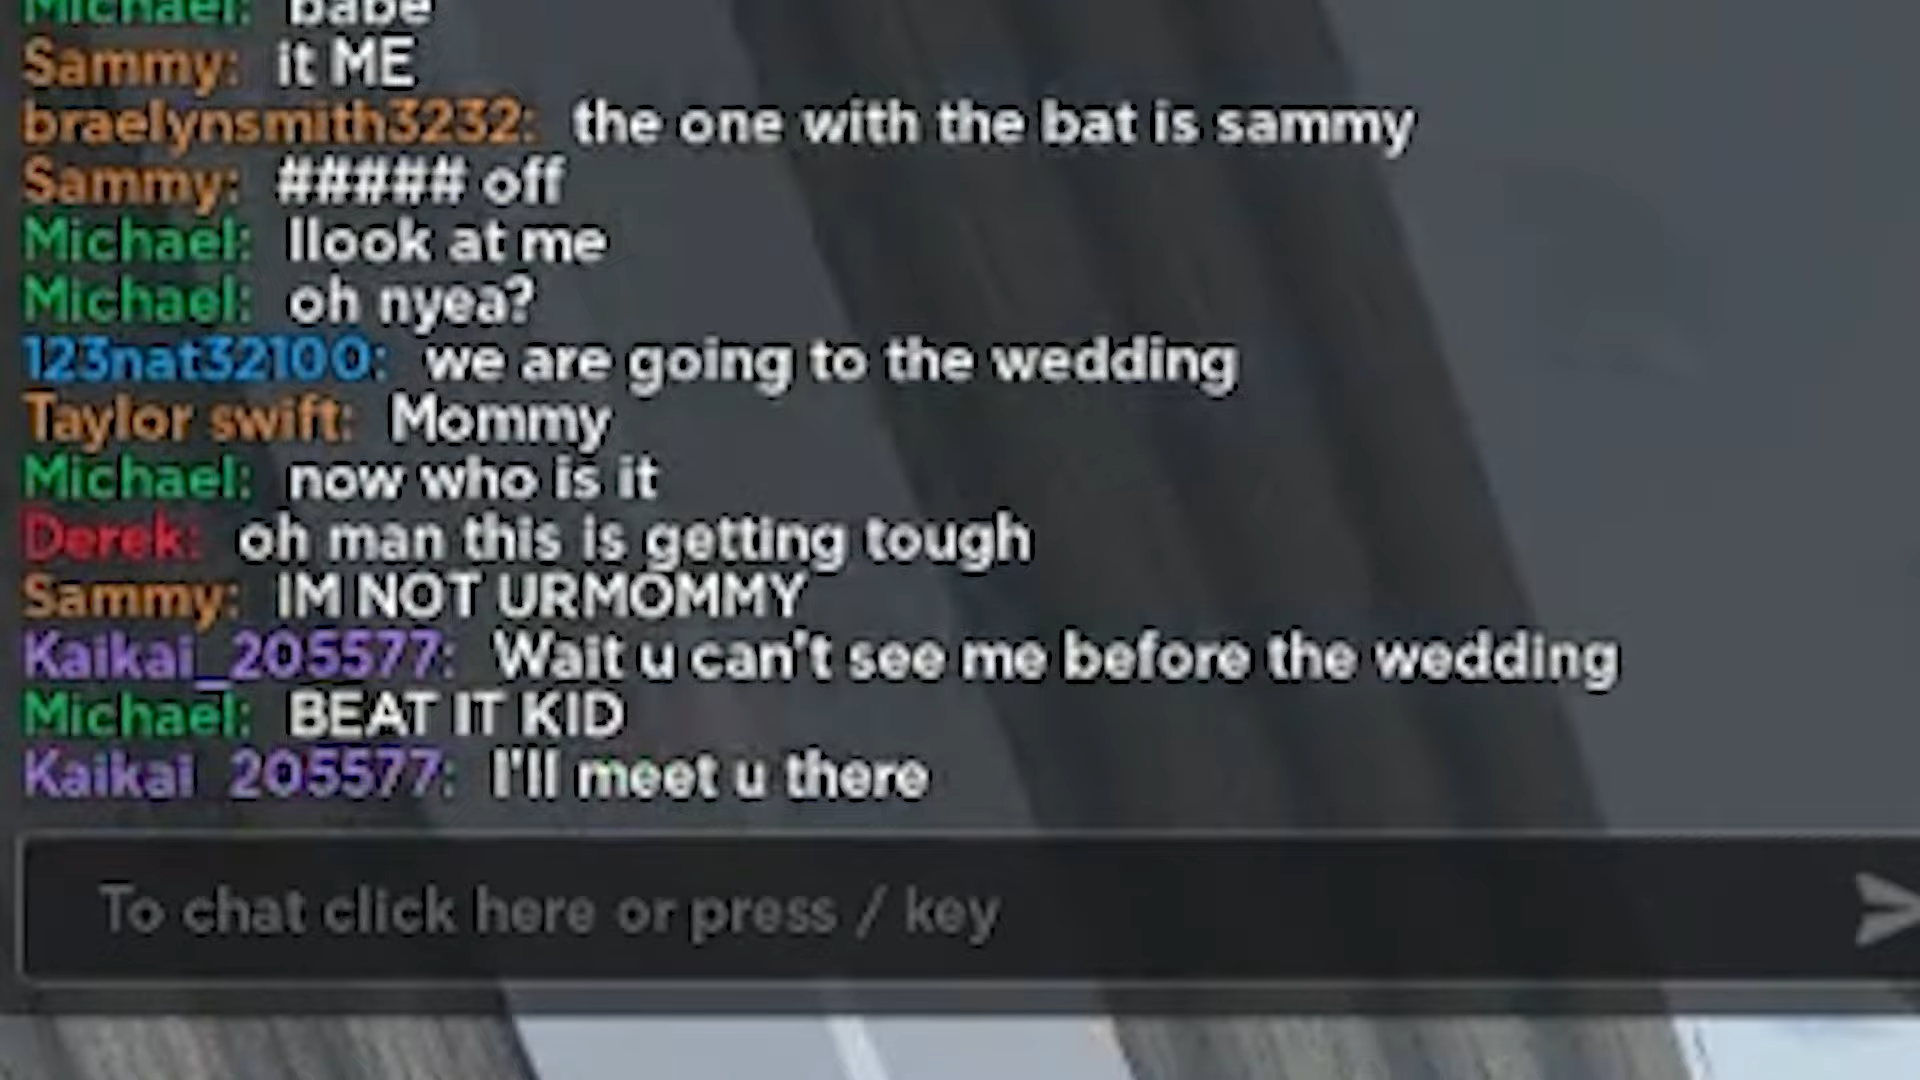 Michael: babe
Sammy: it ME
braelynsmith3232: the one with the bat is sammy
Sammy: ##### off
Michael: llook at me
Michael: oh nyea?
123nat32100: we are going to the wedding
Taylor swift: Mommy
Michael: now who is it
Derek: oh man this is getting tough
Sammy: IM NOT URMOMMY
Kaikai_205577: Wait u can't see me before the wedding
Michael: BEAT IT KID
Kaikai_205577: I'll meet u there
To chat click here or press / key